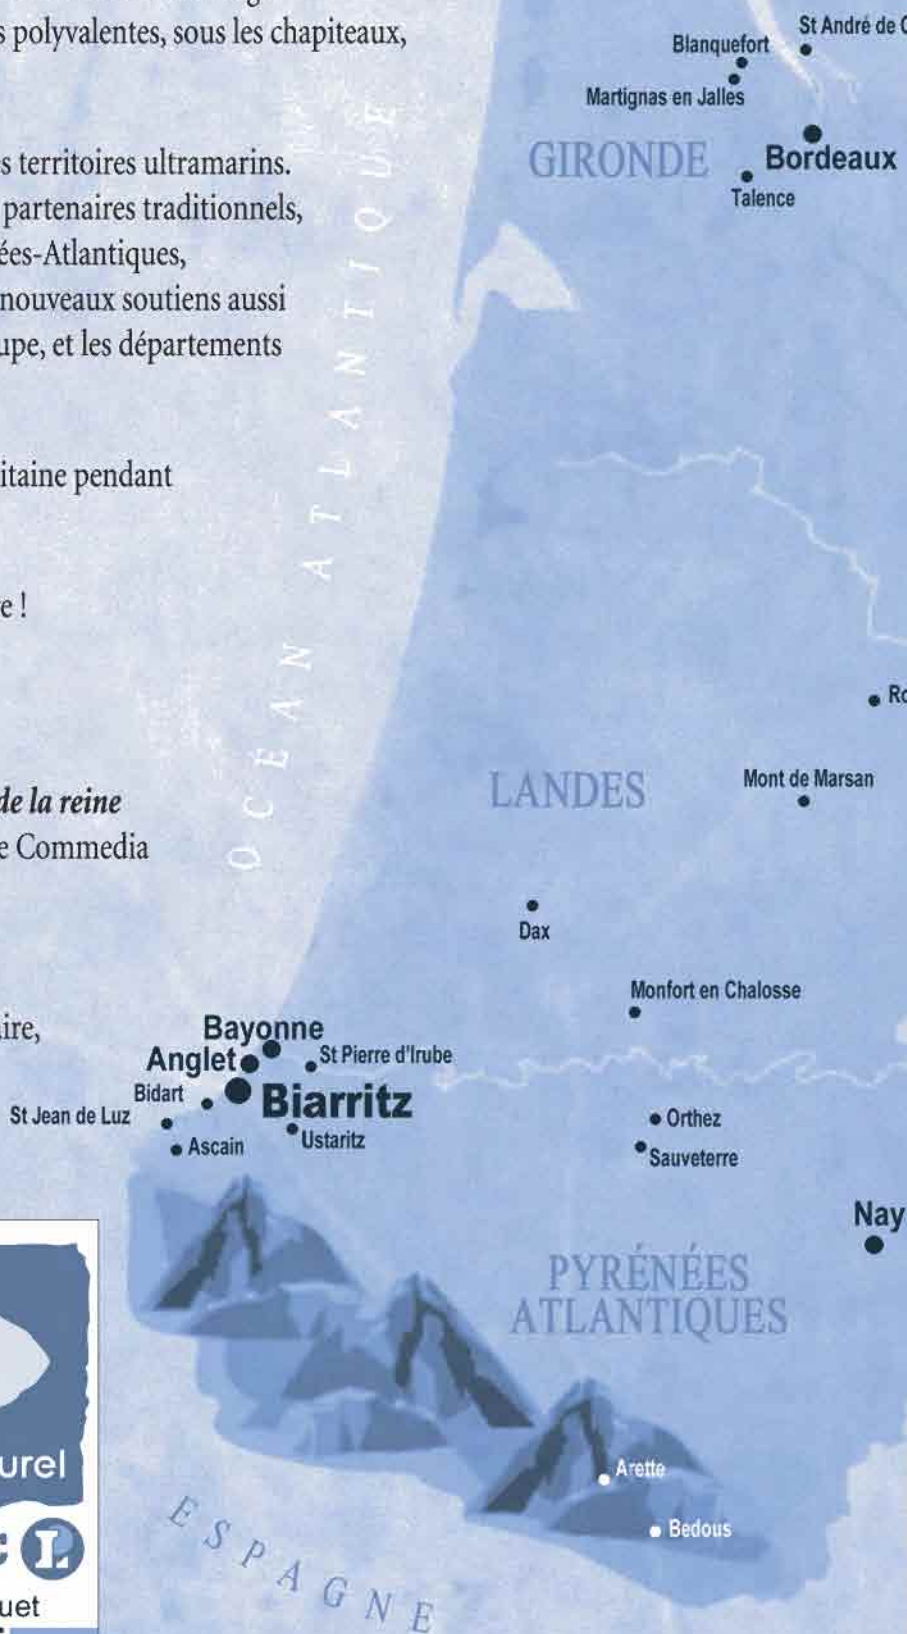 s polyvalentes, sous les chapiteaux,
s territoires ultramarins.
partenaires traditionnels,
ées-Atlantiques,
nouveaux soutiens aussi
upe, et les départements
itaine pendant
e !
de la reine
e Commedia
ire,
St André de C
Blanquefort
Martignas en Jalles
GIRONDE
Bordeaux
Talence
OCÉAN ATLANTIQUE
Ro
LANDES
Mont de Marsan
Dax
Monfort en Chalosse
Bayonne
Anglet
St Pierre d'Irube
Bidart
Biarritz
St Jean de Luz
Ascain
Ustaritz
Orthez
Sauveterre
Nay
PYRÉNÉES
ATLANTIQUES
Arette
Bedous
ESPAGNE
urel
L
uet